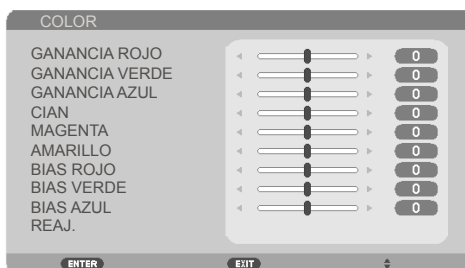 COLOR
GANANCIA ROJO 0
GANANCIA VERDE 0
GANANCIA AZUL 0
CIAN 0
MAGENTA 0
AMARILLO 0
BIAS ROJO 0
BIAS VERDE 0
BIAS AZUL 0
REAJ.
ENTER EXIT